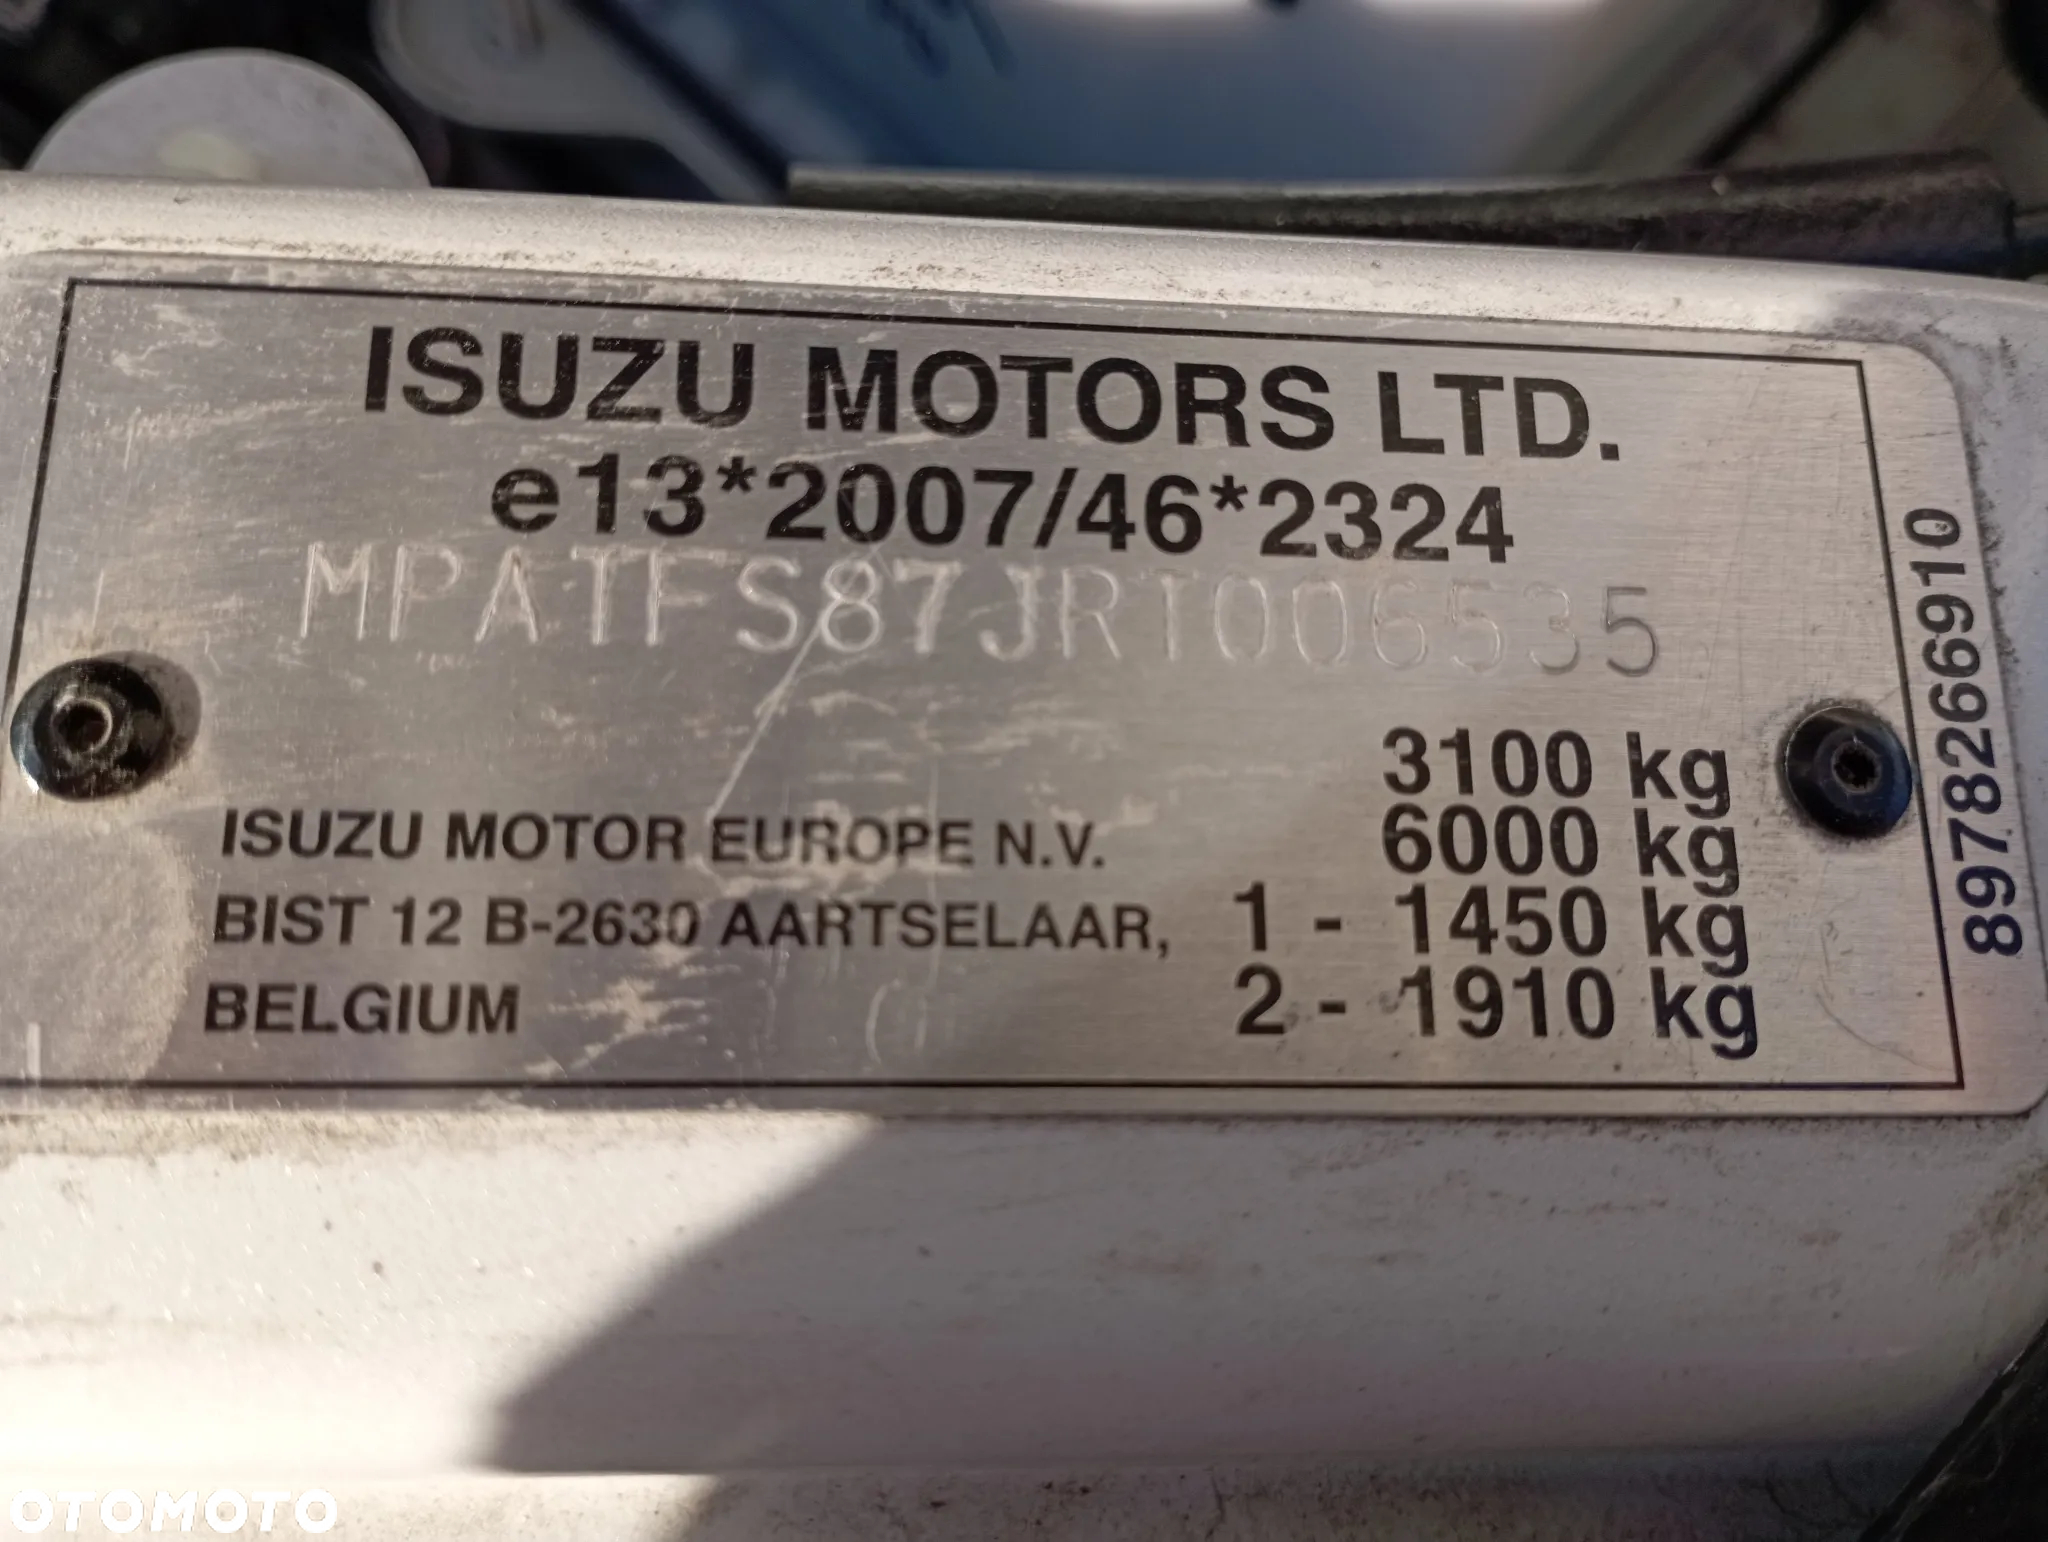 ISUZU MOTORS LTD.
e13*2007/46*2324
MPATFS87JRT006535
3100 kg
6000 kg
1 - 1450 kg
2 - 1910 kg
ISUZU MOTOR EUROPE N.V.
BIST 12 B-2630 AARTSELAAR,
BELGIUM
8978266910
OTOMOTO